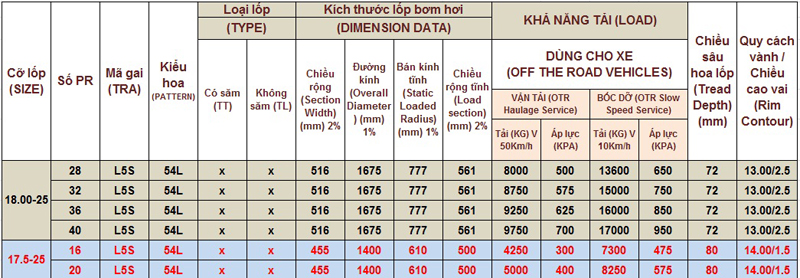 Cỡ lốp (SIZE) | Số PR | Mã gai (TRA) | Kiểu hoa (PATTERN) | Loại lốp (TYPE) | Kích thước lốp bơm hơi (DIMENSION DATA) | KHẢ NĂNG TẢI (LOAD) | Chiều sâu hoa lốp (Tread Depth) (mm) | Quy cách vành / Chiều cao vai (Rim Contour)
DÙNG CHO XE (OFF THE ROAD VEHICLES)
Có săm (TT) | Không săm (TL) | Chiều rộng (Section Width) (mm) 2% | Đường kính (Overall Diameter ) (mm) 1% | Bán kính tĩnh (Static Loaded Radius) (mm) 1% | Chiều rộng tĩnh (Load section) (mm) 2% | VẬN TẢI (OTR Haulage Service) | BỐC DỠ (OTR Slow Speed Service)
Tải (KG) V 50Km/h | Áp lực (KPA) | Tải (KG) V 10Km/h | Áp lực (KPA)
18.00-25 | 28 | L5S | 54L | x | x | 516 | 1675 | 777 | 561 | 8000 | 500 | 13600 | 650 | 72 | 13.00/2.5
32 | L5S | 54L | x | x | 516 | 1675 | 777 | 561 | 8750 | 575 | 15000 | 750 | 72 | 13.00/2.5
36 | L5S | 54L | x | x | 516 | 1675 | 777 | 561 | 9250 | 625 | 16000 | 850 | 72 | 13.00/2.5
40 | L5S | 54L | x | x | 516 | 1675 | 777 | 561 | 9750 | 700 | 17000 | 950 | 72 | 13.00/2.5
17.5-25 | 16 | L5S | 54L | x | x | 455 | 1400 | 610 | 500 | 4250 | 300 | 7300 | 475 | 80 | 14.00/1.5
20 | L5S | 54L | x | x | 455 | 1400 | 610 | 500 | 5000 | 400 | 8250 | 575 | 80 | 14.00/1.5